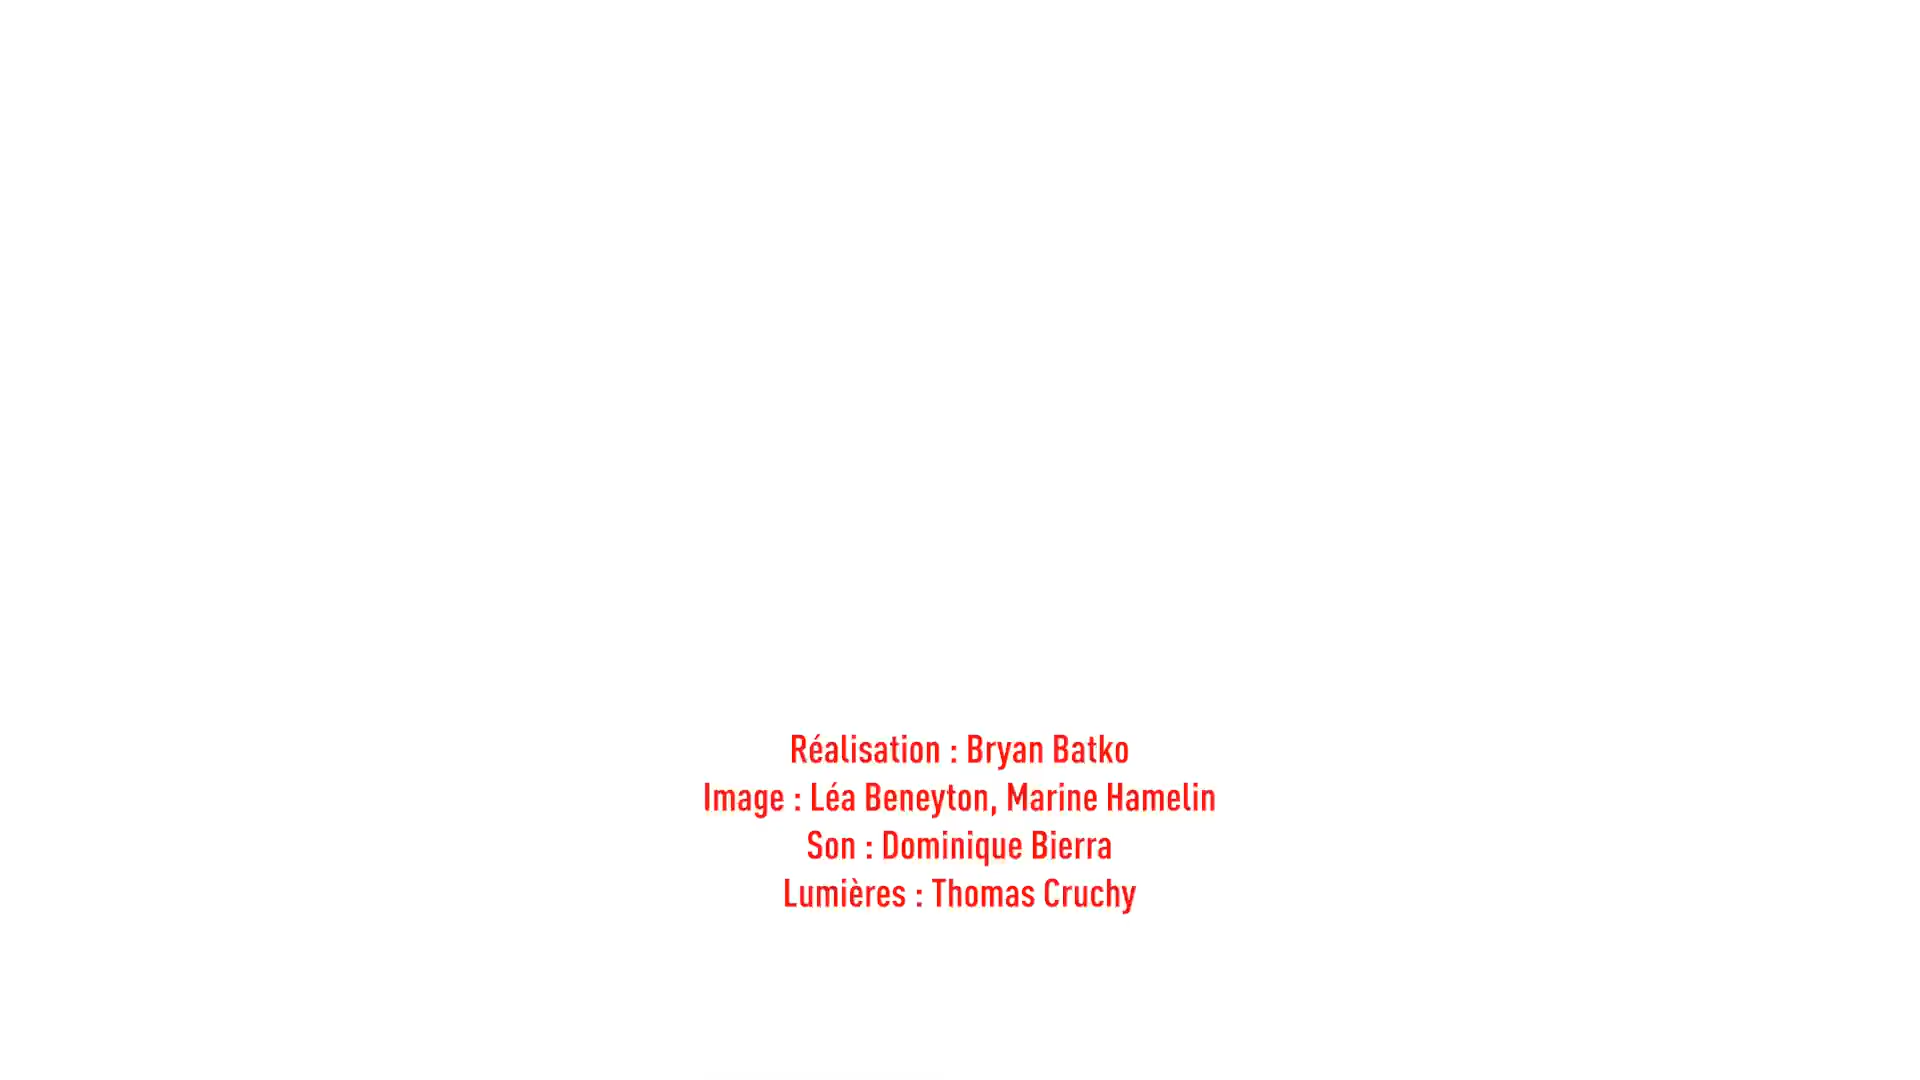 Réalisation : Bryan Batko
Image : Léa Beneyton, Marine Hamelin
Son : Dominique Bierra
Lumières : Thomas Cruchy